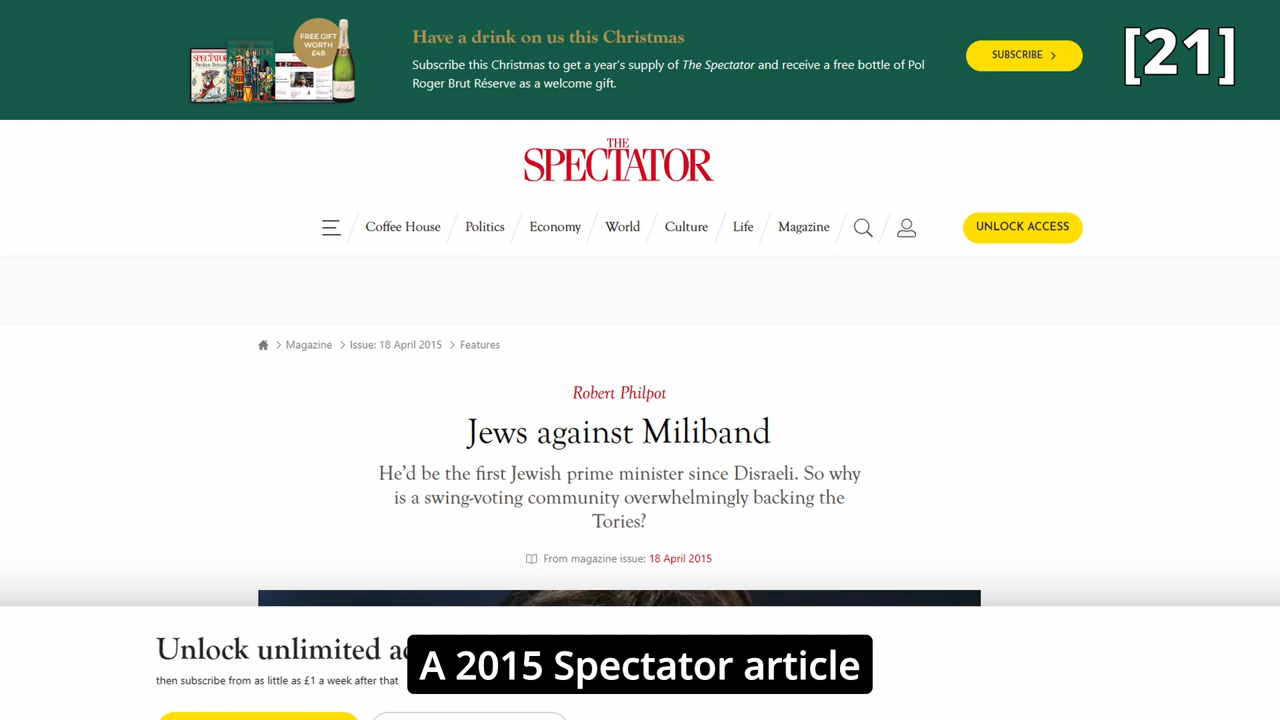 FREE GIFT
WORTH
£48
Have a drink on us this Christmas
Subscribe this Christmas to get a year's supply of The Spectator and receive a free bottle of Pol
Roger Brut Réserve as a welcome gift.
SUBSCRIBE
[21]
THE
SPECTATOR
Coffee House
Politics
Economy
World
Culture
Life
Magazine
UNLOCK ACCESS
Magazine
Issue: 18 April 2015
Features
Robert Philpot
Jews against Miliband
He'd be the first Jewish prime minister since Disraeli. So why
is a swing-voting community overwhelmingly backing the
Tories?
From magazine issue: 18 April 2015
Unlock unlimited
then subscribe from as little as £1 a week after that
A 2015 Spectator article